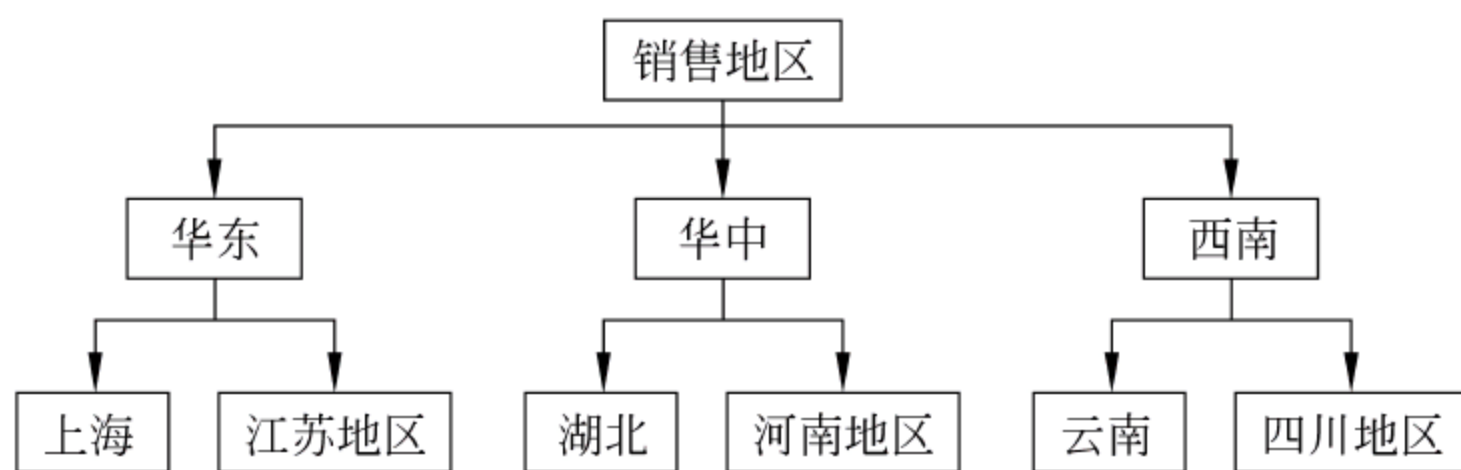 销售地区
华东
华中
西南
上海
江苏地区
湖北
河南地区
云南
四川地区